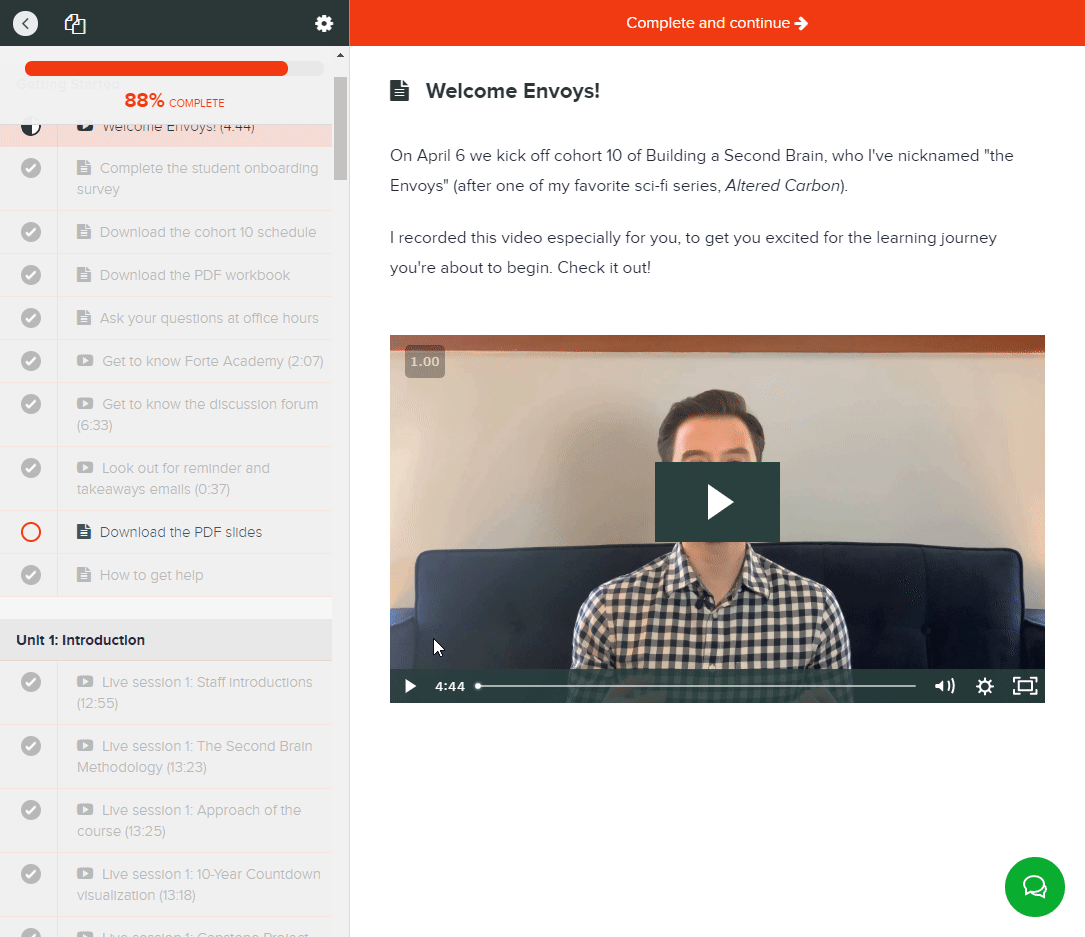 Complete and continue
Getting Started
88% COMPLETE
Welcome Envoys! (4:44)
Complete the student onboarding
survey
Download the cohort 10 schedule
Download the PDF workbook
Ask your questions at office hours
Get to know Forte Academy (2:07)
Get to know the discussion forum
(6:33)
Look out for reminder and
takeaways emails (0:37)
Download the PDF slides
How to get help
Unit 1: Introduction
Live session 1: Staff introductions
(12:55)
Live session 1: The Second Brain
Methodology (13:23)
Live session 1: Approach of the
course (13:25)
Live session 1: 10-Year Countdown
visualization (13:18)
Live session 1: Capstone Project
Welcome Envoys!
On April 6 we kick off cohort 10 of Building a Second Brain, who I've nicknamed "the
Envoys" (after one of my favorite sci-fi series, Altered Carbon).
I recorded this video especially for you, to get you excited for the learning journey
you're about to begin. Check it out!
1.00
4:44